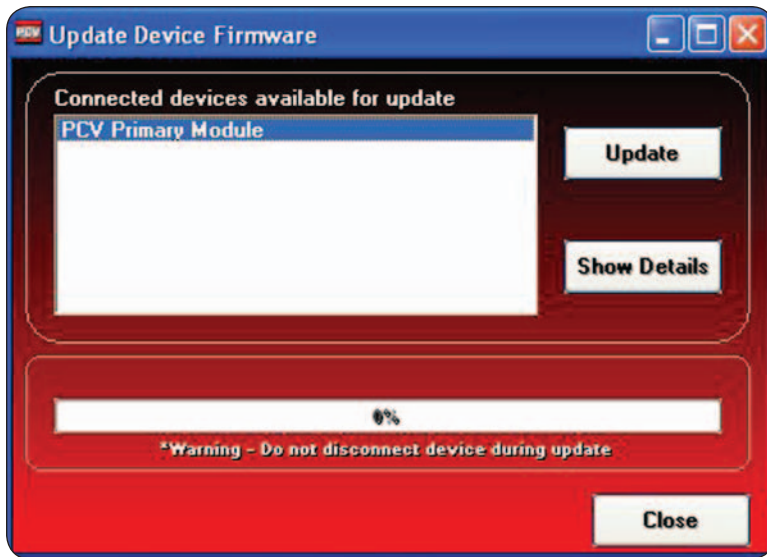 PCV Update Device Firmware
Connected devices available for update
PCV Primary Module
Update
Show Details
0%
*Warning - Do not disconnect device during update
Close